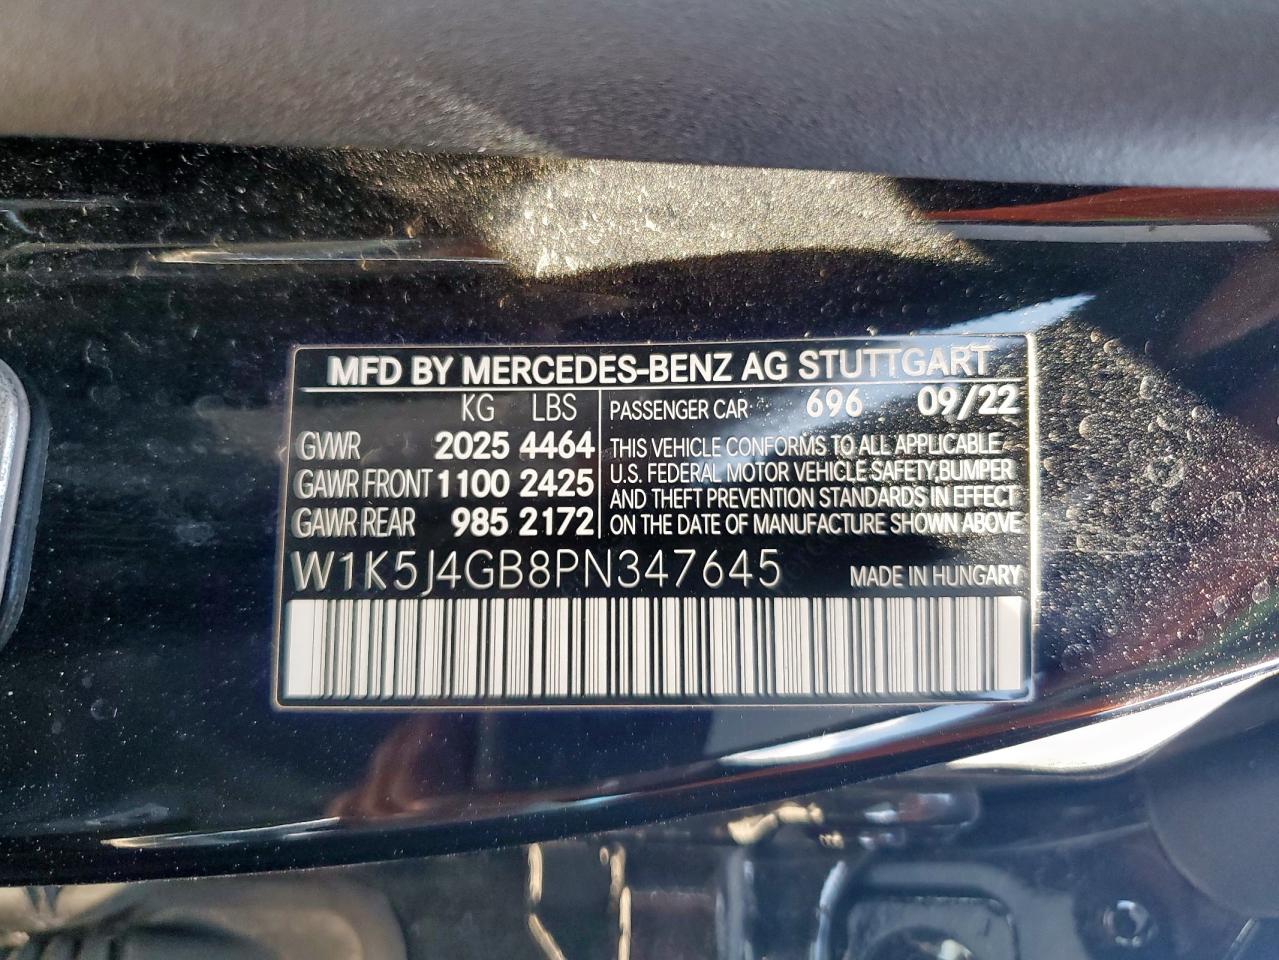 MFD BY MERCEDES-BENZ AG STUTTGART
KG LBS PASSENGER CAR 696 09/22
GVWR 2025 4464 THIS VEHICLE CONFORMS TO ALL APPLICABLE
GAWR FRONT 1100 2425 U.S. FEDERAL MOTOR VEHICLE SAFETY, BUMPER
AND THEFT PREVENTION STANDARDS IN EFFECT
GAWR REAR 985 2172 ON THE DATE OF MANUFACTURE SHOWN ABOVE
W1K5J4GB8PN347645 MADE IN HUNGARY